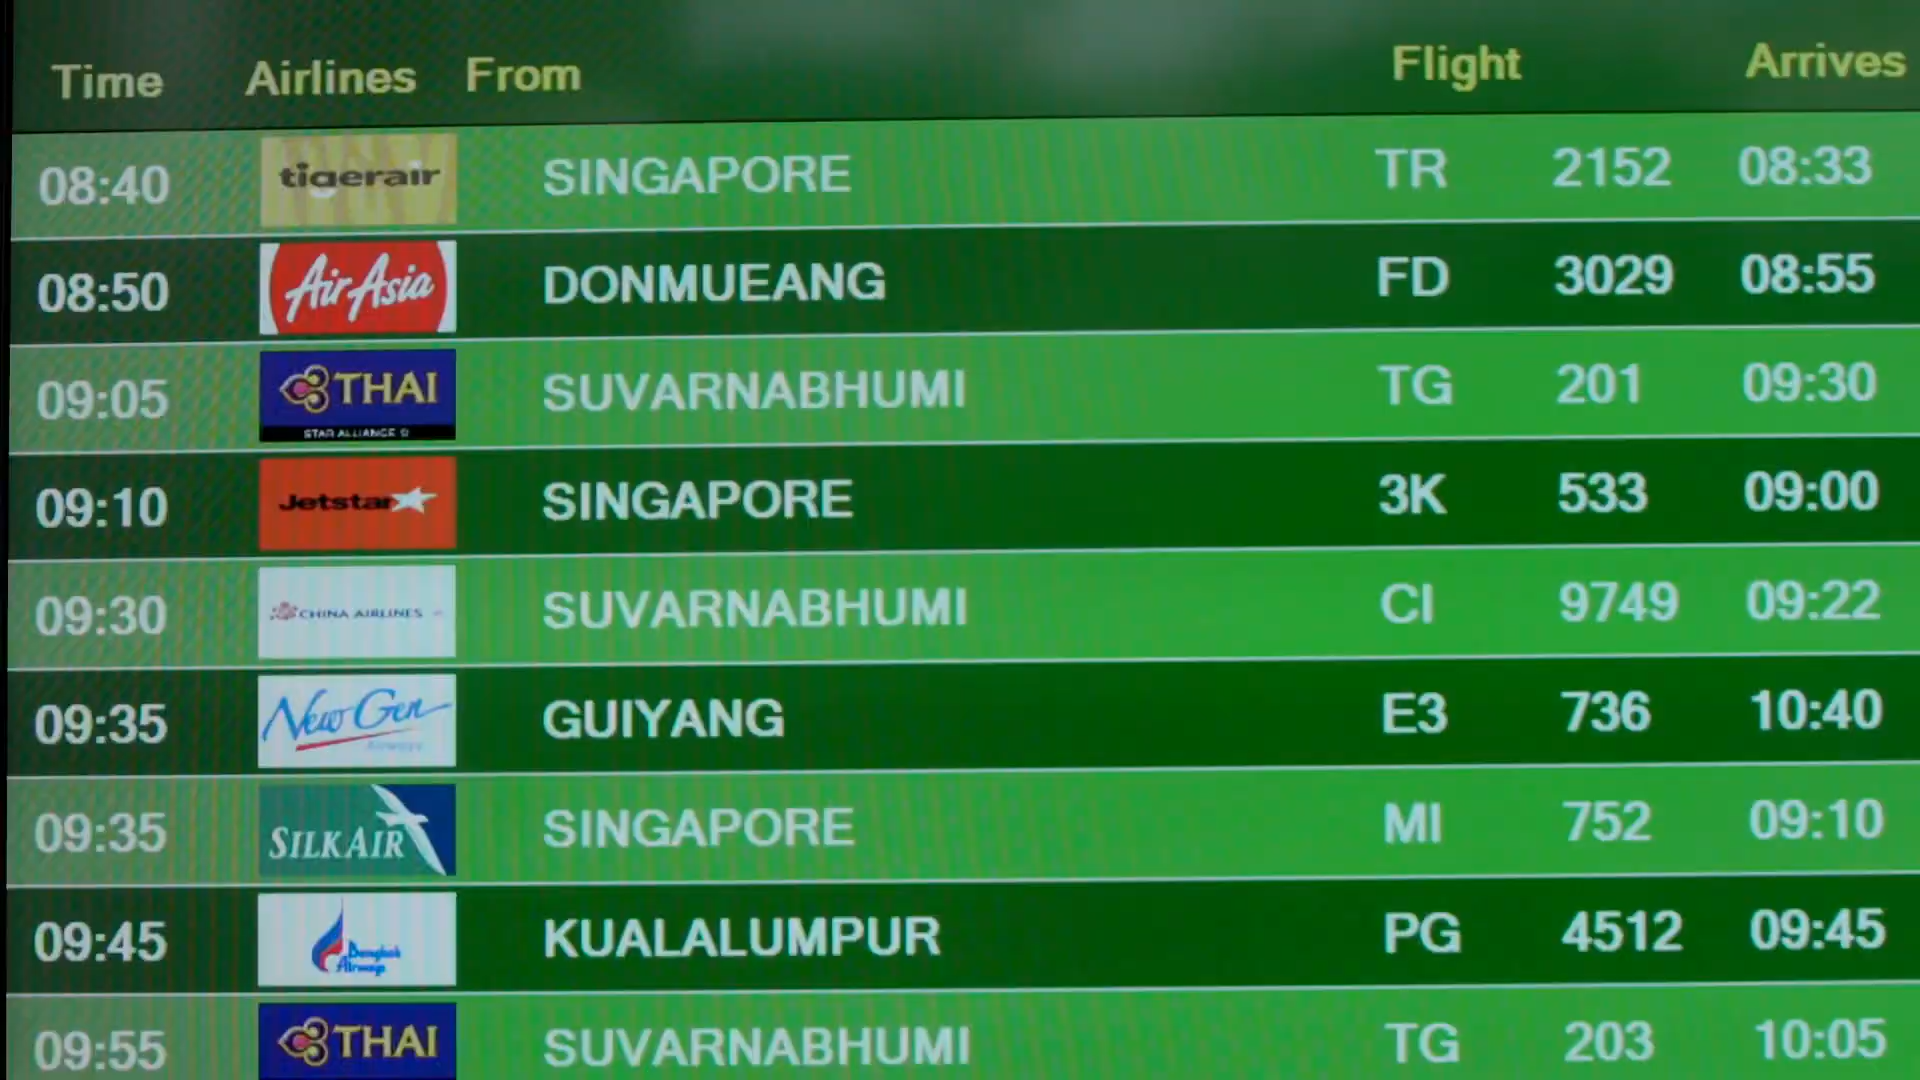 Time Airlines From Flight Arrives
08:40 tigerair SINGAPORE TR 2152 08:33
08:50 AirAsia DONMUEANG FD 3029 08:55
09:05 THAI SUVARNABHUMI TG 201 09:30
STAR ALLIANCE
09:10 Jetstar SINGAPORE 3K 533 09:00
09:30 CHINA AIRLINES SUVARNABHUMI CI 9749 09:22
09:35 New Gen GUIYANG E3 736 10:40
Airways
09:35 SILKAIR SINGAPORE MI 752 09:10
09:45 Bangkok KUALALUMPUR PG 4512 09:45
Airways
09:55 THAI SUVARNABHUMI TG 203 10:05